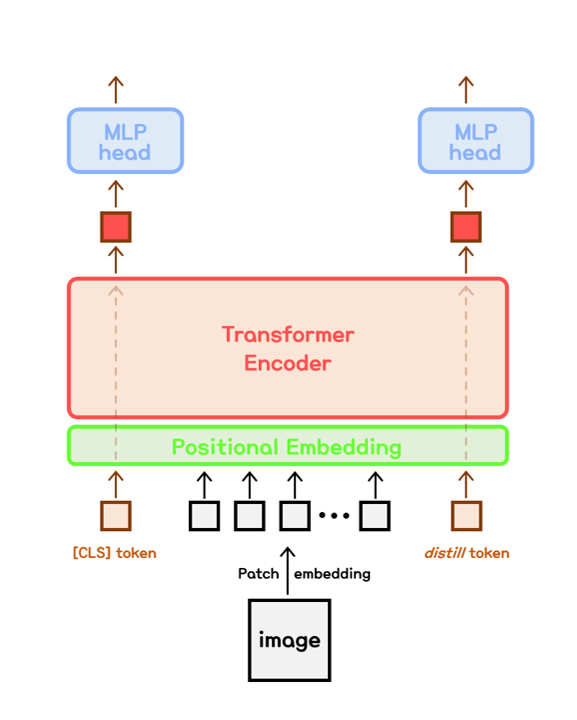 MLP
head
MLP
head
Transformer
Encoder
Positional Embedding
[CLS] token
distill token
Patch embedding
image